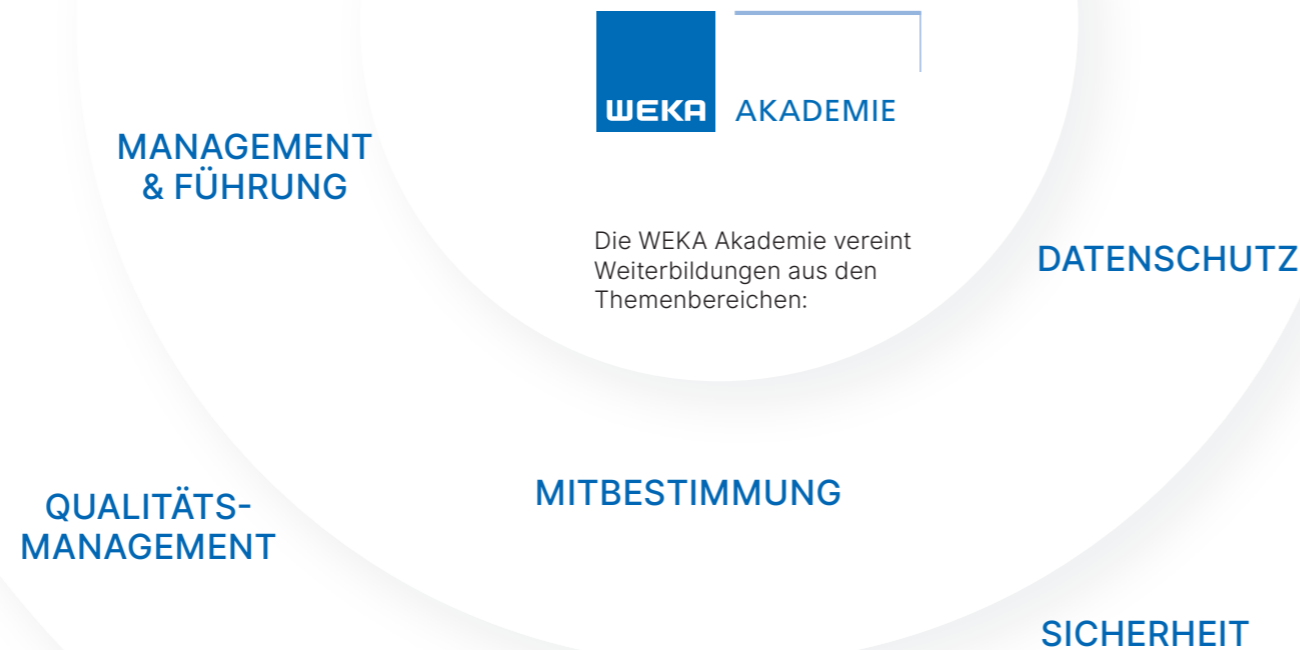 WEKA AKADEMIE
MANAGEMENT
& FÜHRUNG
Die WEKA Akademie vereint
Weiterbildungen aus den
Themenbereichen:
DATENSCHUTZ
MITBESTIMMUNG
QUALITÄTS-
MANAGEMENT
SICHERHEIT